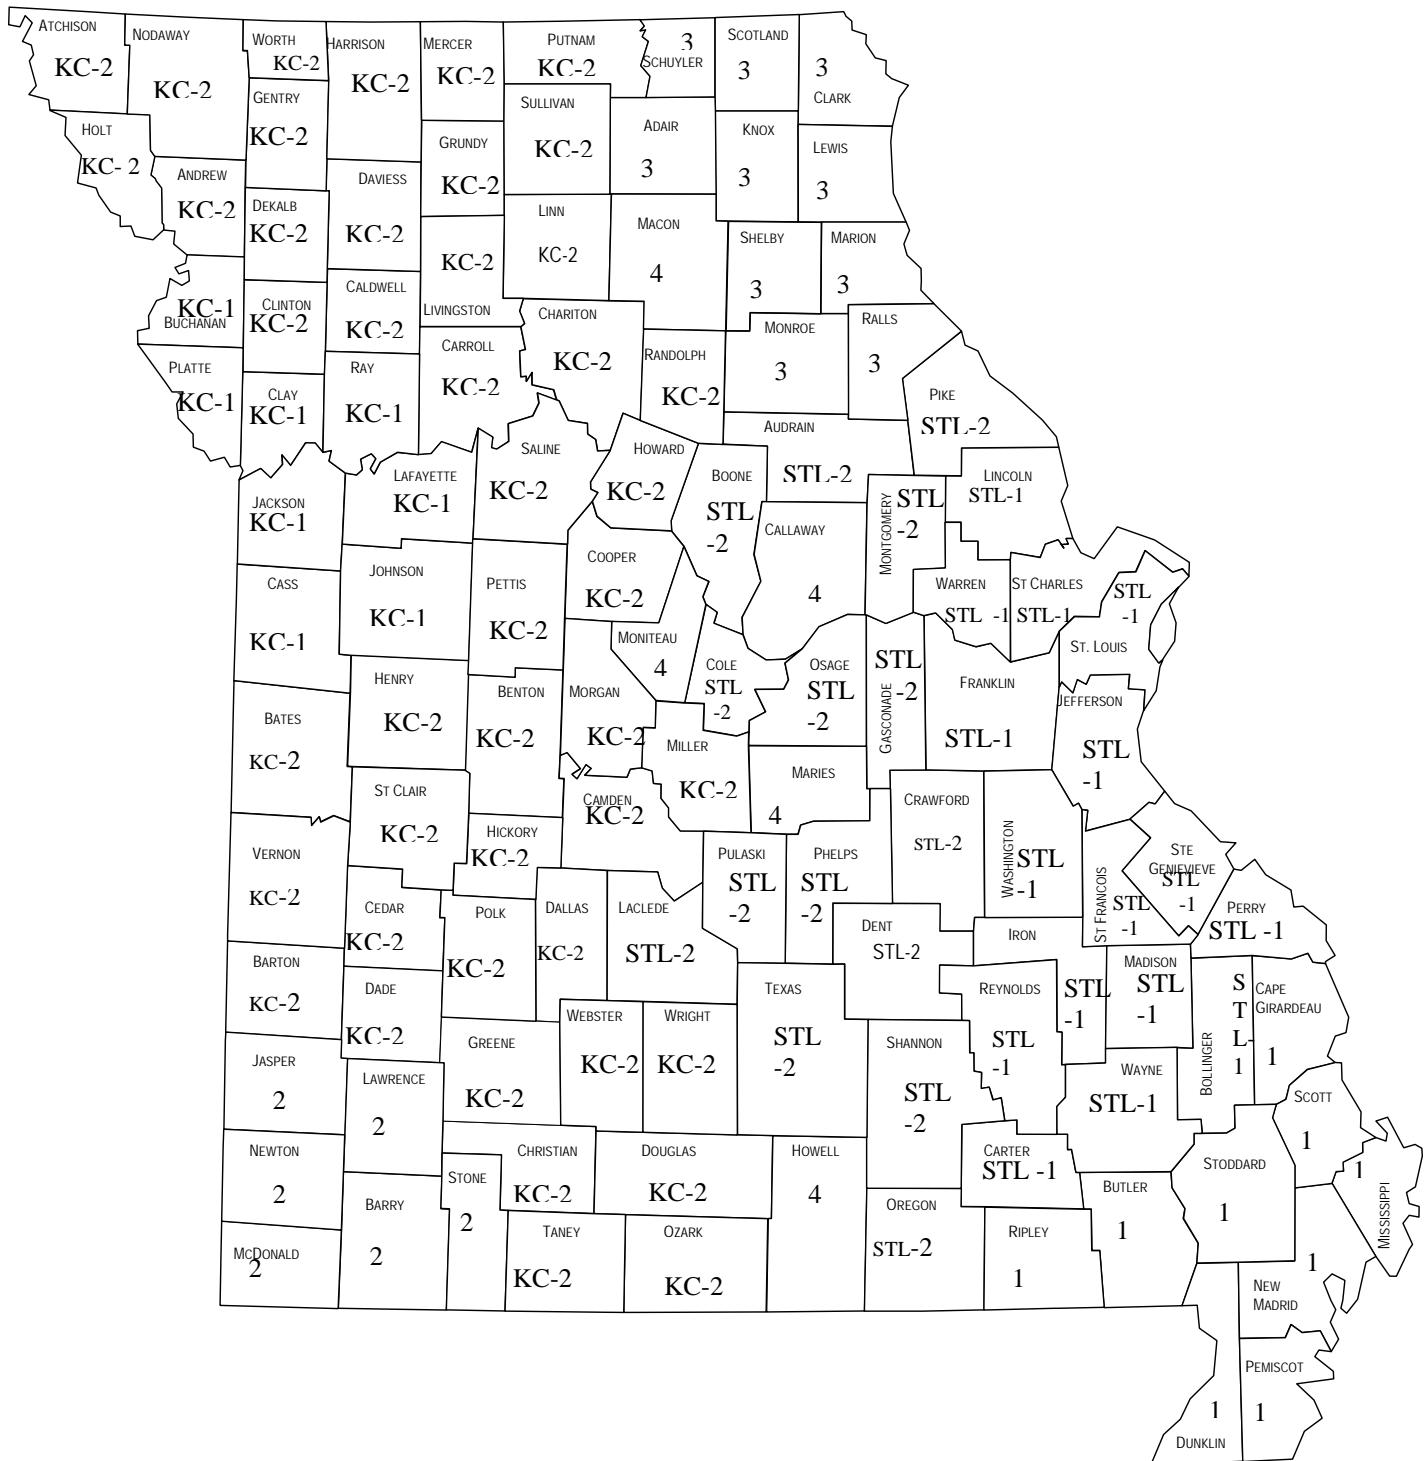 ATCHISON
KC-2
NODAWAY
KC-2
WORTH
KC-2
HARRISON
KC-2
MERCER
KC-2
PUTNAM
KC-2
3
SCHUYLER
SCOTLAND
3
3
CLARK
HOLT
KC- 2
GENTRY
KC-2
SULLIVAN
KC-2
ADAIR
3
KNOX
3
LEWIS
3
ANDREW
KC-2
DEKALB
KC-2
DAVIESS
KC-2
GRUNDY
KC-2
LINN
KC-2
MACON
4
SHELBY
3
MARION
3
KC-1
BUCHANAN
CLINTON
KC-2
CALDWELL
KC-2
KC-2
LIVINGSTON
CHARITON
KC-2
RANDOLPH
KC-2
MONROE
3
RALLS
3
PLATTE
KC-1
CLAY
KC-1
RAY
KC-1
CARROLL
KC-2
PIKE
STL-2
AUDRAIN
STL-2
JACKSON
KC-1
LAFAYETTE
KC-1
SALINE
KC-2
HOWARD
KC-2
BOONE
STL
-2
CALLAWAY
4
MONTGOMERY
STL
-2
LINCOLN
STL-1
CASS
KC-1
JOHNSON
KC-1
PETTIS
KC-2
COOPER
KC-2
MONITEAU
4
COLE
STL
-2
OSAGE
STL
-2
GASCONADE
STL
-2
WARREN
STL -1
ST CHARLES
STL-1
STL
-1
ST. LOUIS
FRANKLIN
STL-1
JEFFERSON
STL
-1
BATES
KC-2
HENRY
KC-2
BENTON
KC-2
MORGAN
KC-2
MILLER
KC-2
MARIES
4
ST CLAIR
KC-2
HICKORY
KC-2
CAMDEN
KC-2
PULASKI
STL
-2
PHELPS
STL
-2
CRAWFORD
STL-2
WASHINGTON
STL
-1
ST FRANCOIS
STL
-1
STE
GENIEVIEVE
STL
-1
PERRY
STL -1
VERNON
KC-2
CEDAR
KC-2
POLK
KC-2
DALLAS
KC-2
LACLEDE
STL-2
DENT
STL-2
IRON
STL
-1
MADISON
STL
-1
BOLLINGER
S
T
L-
1
CAPE
GIRARDEAU
1
BARTON
KC-2
DADE
KC-2
GREENE
KC-2
WEBSTER
KC-2
WRIGHT
KC-2
TEXAS
STL
-2
SHANNON
STL
-2
REYNOLDS
STL
-1
WAYNE
STL-1
SCOTT
1
JASPER
2
LAWRENCE
2
NEWTON
2
CHRISTIAN
KC-2
DOUGLAS
KC-2
HOWELL
4
CARTER
STL -1
BUTLER
1
STODDARD
1
1
MISSISSIPPI
MCDONALD
2
BARRY
2
STONE
2
TANEY
KC-2
OZARK
KC-2
OREGON
STL-2
RIPLEY
1
1
NEW
MADRID
PEMISCOT
1
1
DUNKLIN